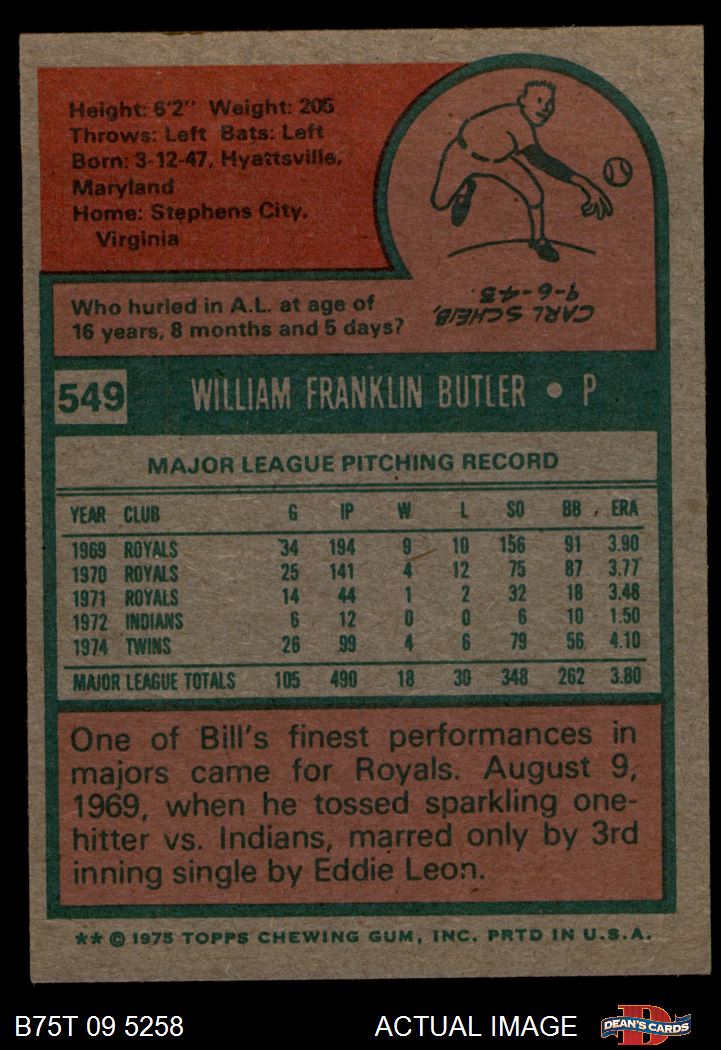 Height: 6'2" Weight: 205
Throws: Left Bats: Left
Born: 3-12-47, Hyattsville,
Maryland
Home: Stephens City,
Virginia
Who hurled in A.L. at age of
16 years, 8 months and 5 days?
CARL SCHEIB,
9-6-43.
549 WILLIAM FRANKLIN BUTLER • P
MAJOR LEAGUE PITCHING RECORD
YEAR CLUB G IP W L SO BB ERA
1969 ROYALS 34 194 9 10 156 91 3.90
1970 ROYALS 25 141 4 12 75 87 3.77
1971 ROYALS 14 44 1 2 32 18 3.48
1972 INDIANS 6 12 0 0 6 10 1.50
1974 TWINS 26 99 4 6 79 56 4.10
MAJOR LEAGUE TOTALS 105 490 18 30 348 262 3.80
One of Bill's finest performances in
majors came for Royals. August 9,
1969, when he tossed sparkling one-
hitter vs. Indians, marred only by 3rd
inning single by Eddie Leon.
** © 1975 TOPPS CHEWING GUM, INC. PRTD IN U.S.A.
B75T 09 5258 ACTUAL IMAGE DEAN'S CARDS